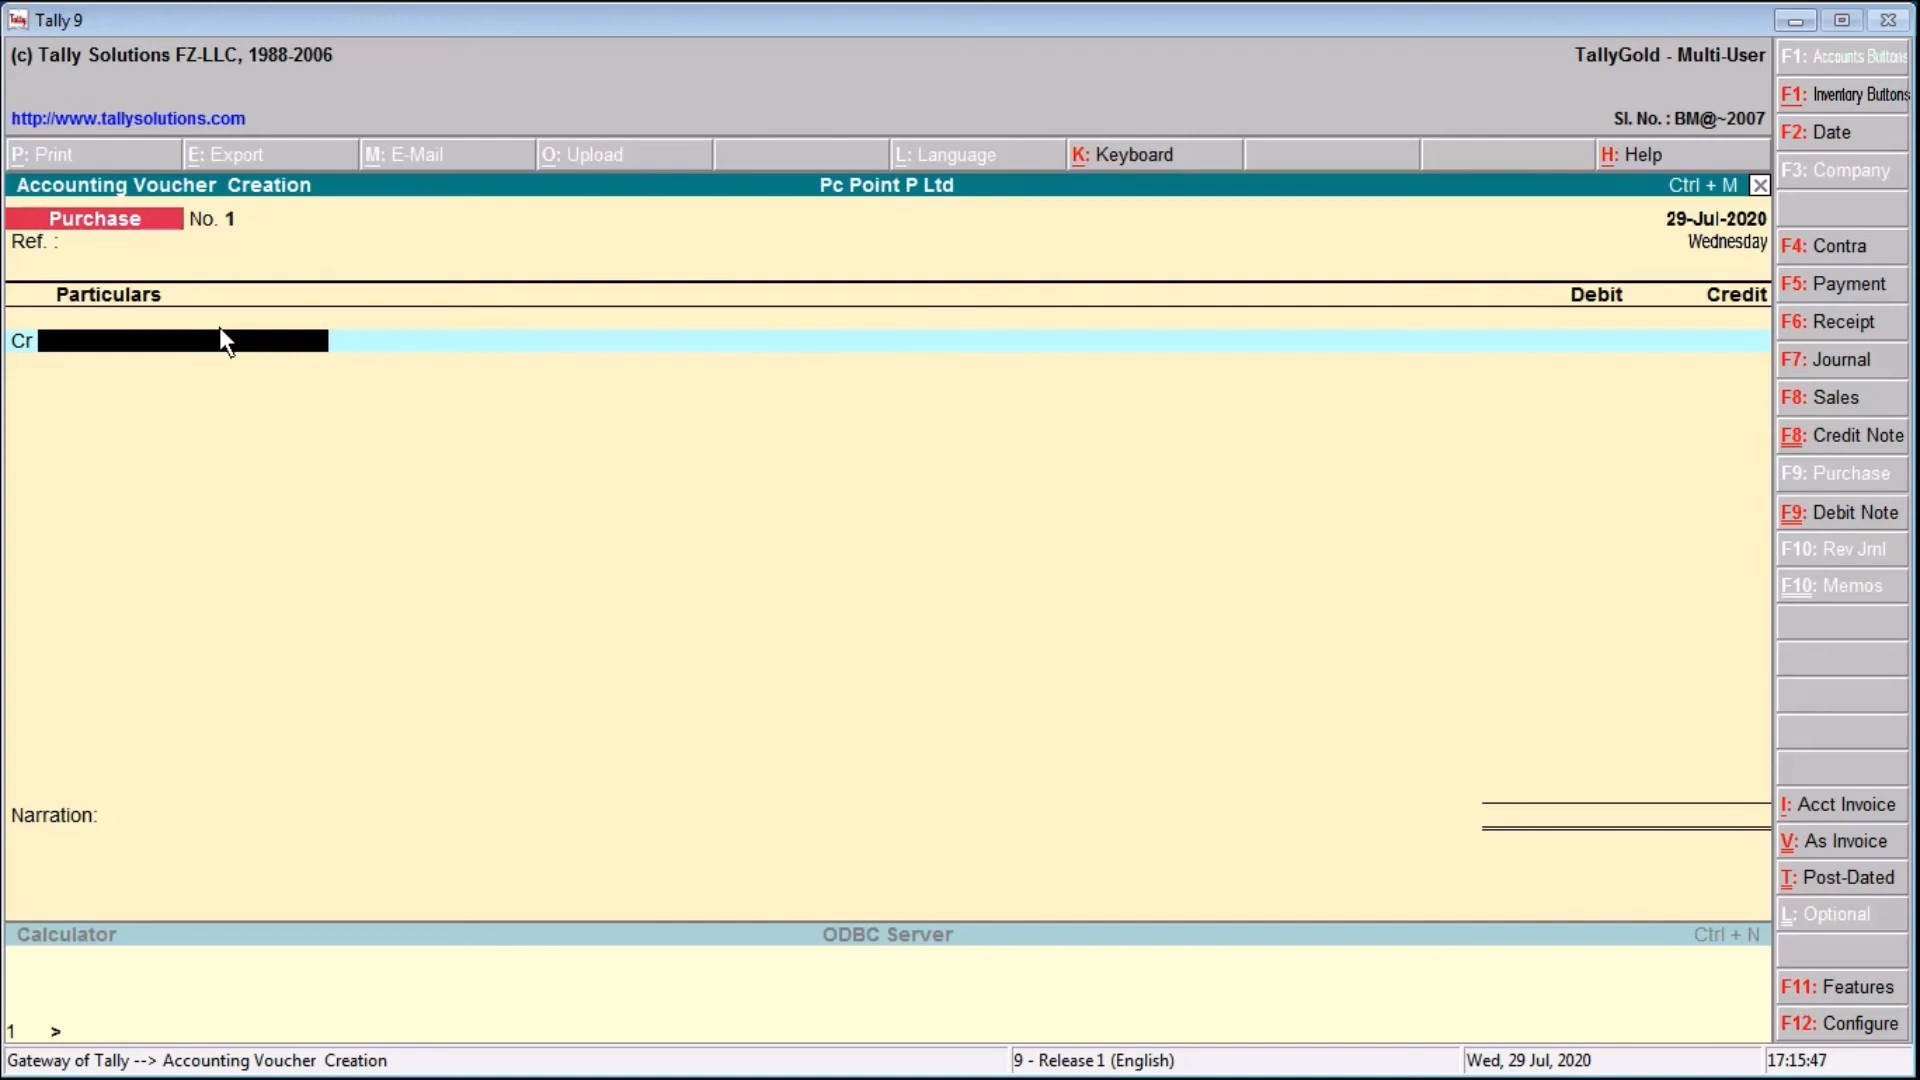 Tally 9
(c) Tally Solutions FZ-LLC, 1988-2006
TallyGold - Multi-User
http://www.tallysolutions.com
Sl. No. : BM@~2007
P: Print
E: Export
M: E-Mail
O: Upload
L: Language
K: Keyboard
H: Help
Accounting Voucher Creation
Pc Point P Ltd
Ctrl + M
Purchase No. 1
29-Jul-2020
Ref. :
Wednesday
Particulars
Debit
Credit
Cr
Narration:
Calculator
ODBC Server
Ctrl + N
1 >
Gateway of Tally --> Accounting Voucher Creation
9 - Release 1 (English)
Wed, 29 Jul, 2020
17:15:47
F1: Accounts Buttons
F1: Inventory Buttons
F2: Date
F3: Company
F4: Contra
F5: Payment
F6: Receipt
F7: Journal
F8: Sales
F8: Credit Note
F9: Purchase
F9: Debit Note
F10: Rev Jrnl
F10: Memos
I: Acct Invoice
V: As Invoice
T: Post-Dated
L: Optional
F11: Features
F12: Configure